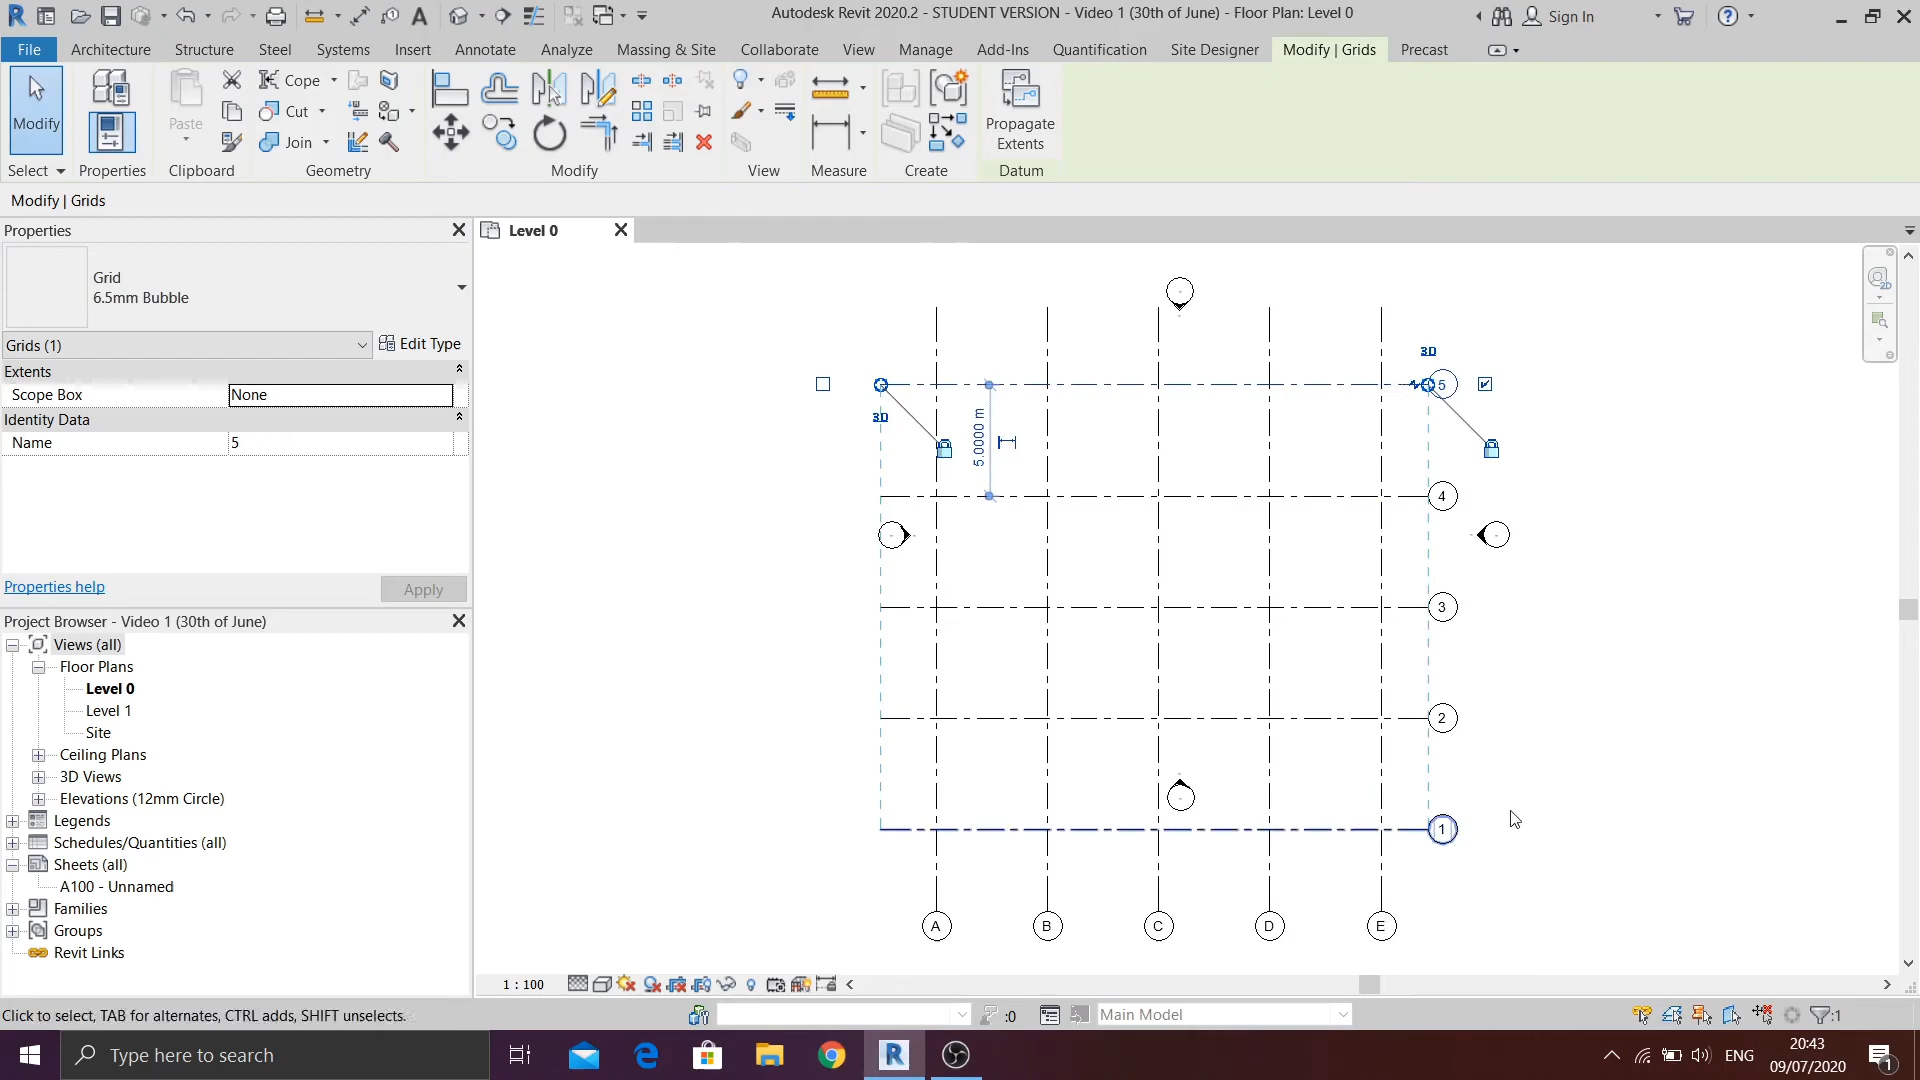 Autodesk Revit 2020.2 - STUDENT VERSION - Video 1 (30th of June) - Floor Plan: Level 0
Sign In
File Architecture Structure Steel Systems Insert Annotate Analyze Massing & Site Collaborate View Manage Add-Ins Quantification Site Designer Modify | Grids Precast
Modify
Paste
Cope
Cut
Join
Propagate
Extents
Select Properties Clipboard Geometry Modify View Measure Create Datum
Modify | Grids
Properties
Grid
6.5mm Bubble
Grids (1)
Edit Type
Extents
Scope Box None
Identity Data
Name 5
Properties help
Apply
Project Browser - Video 1 (30th of June)
Views (all)
Floor Plans
Level 0
Level 1
Site
Ceiling Plans
3D Views
Elevations (12mm Circle)
Legends
Schedules/Quantities (all)
Sheets (all)
A100 - Unnamed
Families
Groups
Revit Links
Level 0
2D
3D
5
3D
5.0000 m
4
3
2
1
A B C D E
1 : 100
Click to select, TAB for alternates, CTRL adds, SHIFT unselects.
:0
Main Model
:1
Type here to search
ENG
20:43
09/07/2020
1